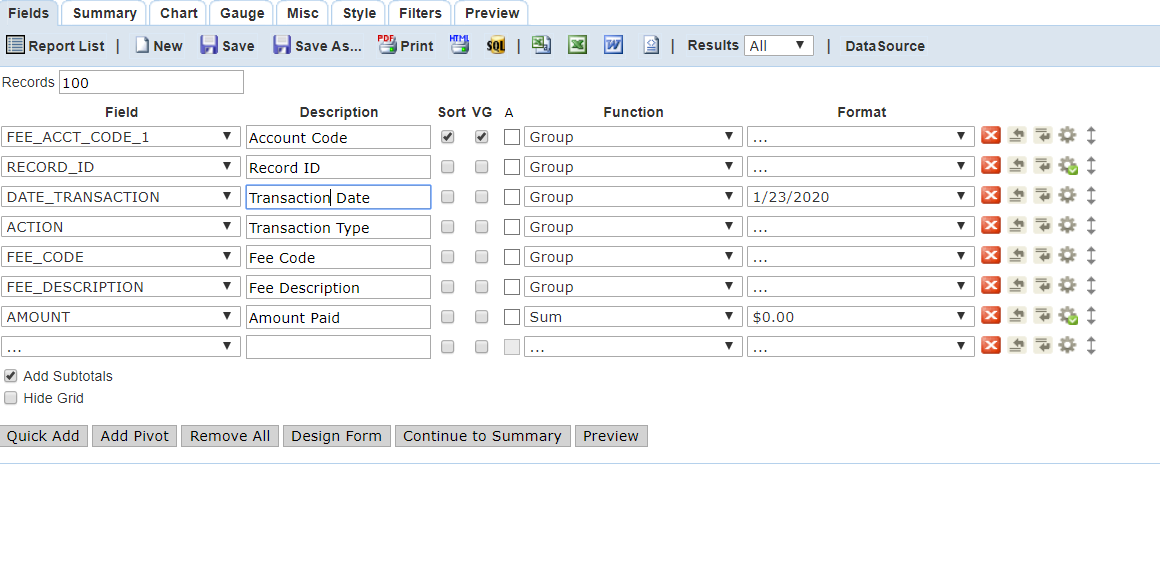 Fields Summary Chart Gauge Misc Style Filters Preview
Report List | New Save Save As... PDF Print HTML SQL | Results All | DataSource
Records 100
Field Description Sort VG A Function Format
FEE_ACCT_CODE_1 Account Code Group ...
RECORD_ID Record ID Group ...
DATE_TRANSACTION Transaction Date Group 1/23/2020
ACTION Transaction Type Group ...
FEE_CODE Fee Code Group ...
FEE_DESCRIPTION Fee Description Group ...
AMOUNT Amount Paid Sum $0.00
... ... ...
Add Subtotals
Hide Grid
Quick Add Add Pivot Remove All Design Form Continue to Summary Preview